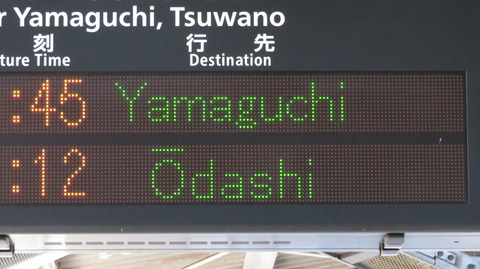 r Yamaguchi, Tsuwano
刻 行先
ture Time Destination
:45 Yamaguchi
:12 Ōdashi